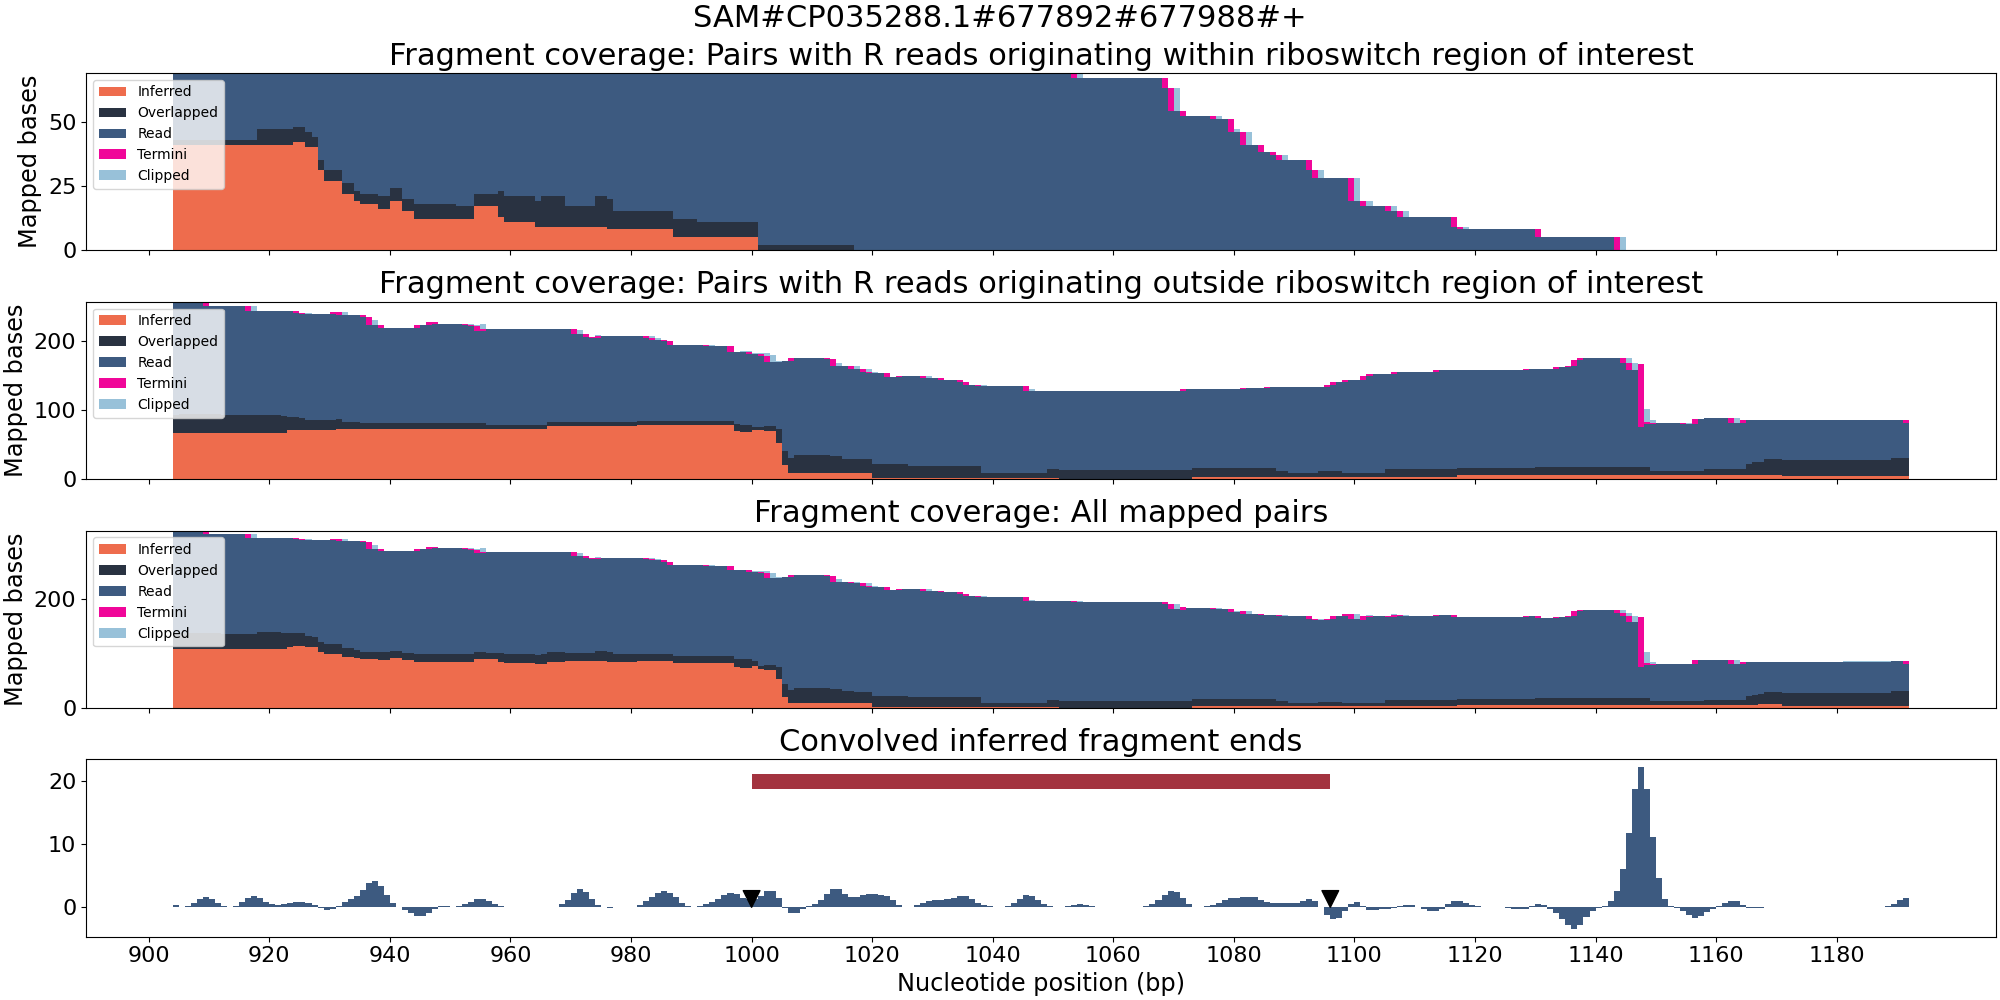 SAM#CP035288.1#677892#677988#+
Fragment coverage: Pairs with R reads originating within riboswitch region of interest
Mapped bases
50
25
0
Inferred
Overlapped
Read
Termini
Clipped
Fragment coverage: Pairs with R reads originating outside riboswitch region of interest
Mapped bases
200
100
0
Inferred
Overlapped
Read
Termini
Clipped
Fragment coverage: All mapped pairs
Mapped bases
200
0
Inferred
Overlapped
Read
Termini
Clipped
Convolved inferred fragment ends
20
10
0
900 920 940 960 980 1000 1020 1040 1060 1080 1100 1120 1140 1160 1180
Nucleotide position (bp)